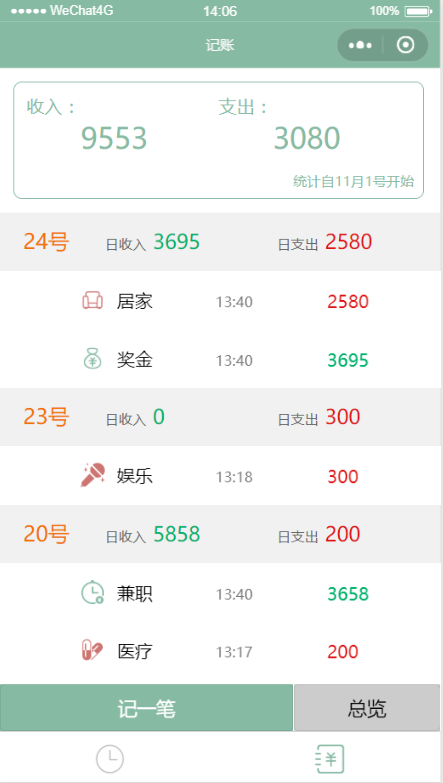 WeChat4G 14:06 100%
记账
收入： 支出：
9553 3080
统计自11月1号开始
24号 日收入 3695 日支出 2580
居家 13:40 2580
奖金 13:40 3695
23号 日收入 0 日支出 300
娱乐 13:18 300
20号 日收入 5858 日支出 200
兼职 13:40 3658
医疗 13:17 200
记一笔 总览